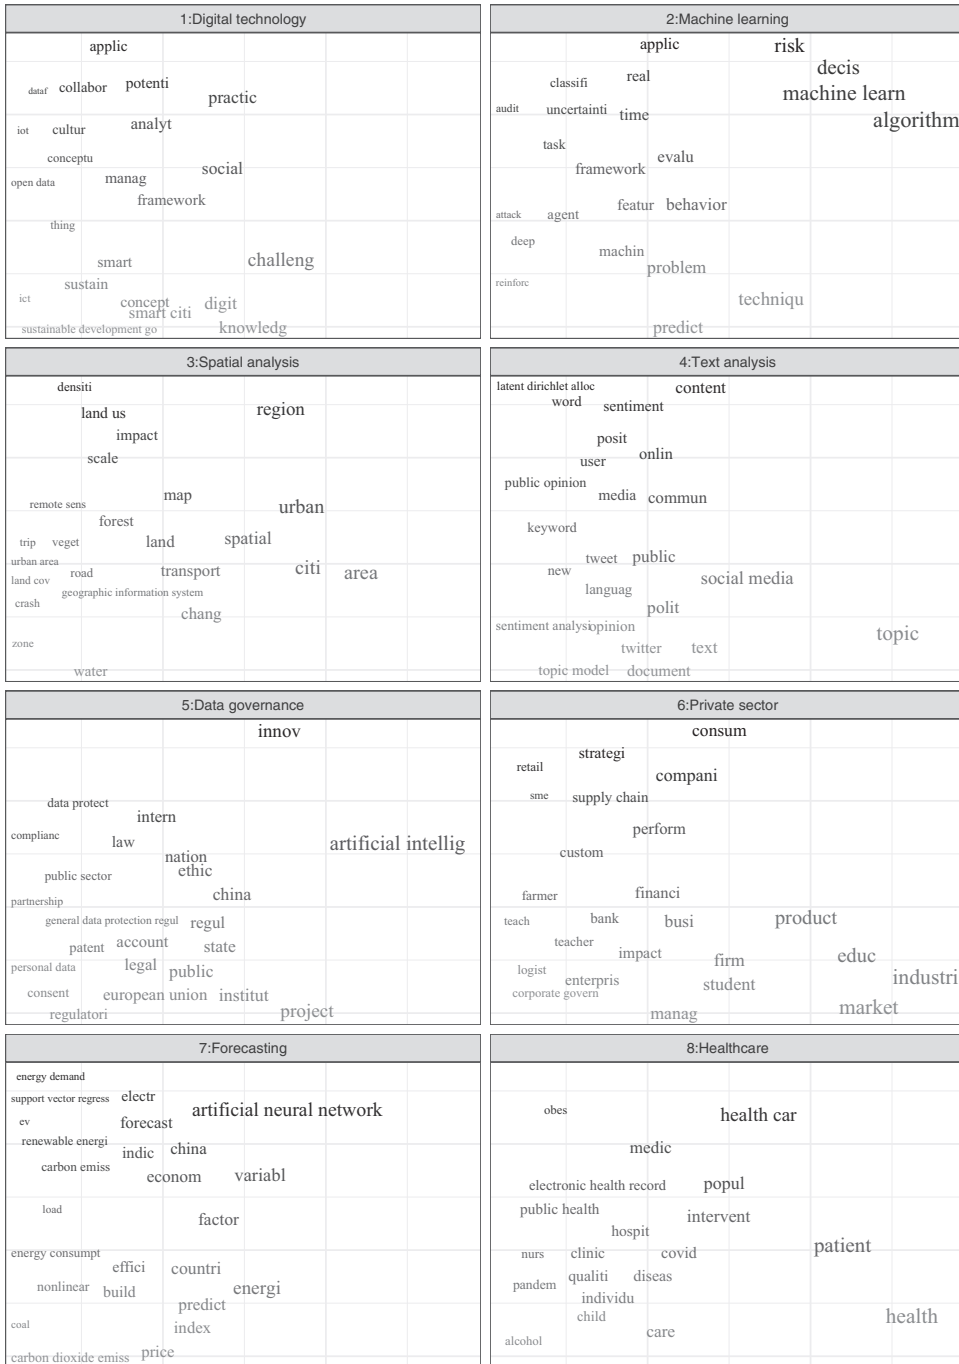 1:Digital technology
applic
potenti
collabor
dataf
practic
analyt
iot
cultur
conceptu
social
manag
open data
framework
thing
challeng
smart
sustain
ict
concept
digit
smart citi
sustainable development go
knowledg
2:Machine learning
applic
risk
decis
real
classifi
machine learn
audit
uncertainti
time
algorithm
task
evalu
framework
featur
behavior
attack
agent
deep
machin
problem
reinforc
techniqu
predict
3:Spatial analysis
densiti
region
land us
impact
scale
map
remote sens
urban
forest
spatial
trip
veget
land
urban area
citi
land cov
road
transport
area
geographic information system
crash
chang
zone
water
4:Text analysis
latent dirichlet alloc
content
word
sentiment
posit
onlin
user
public opinion
media
commun
keyword
tweet
public
new
social media
languag
polit
sentiment analysi
opinion
topic
twitter
text
topic model
document
5:Data governance
innov
data protect
intern
complianc
law
artificial intellig
nation
ethic
public sector
china
partnership
general data protection regul
regul
patent
account
state
personal data
legal
public
consent
european union
institut
regulatori
project
6:Private sector
consum
strategi
retail
compani
sme
supply chain
perform
custom
farmer
financi
teach
bank
busi
product
teacher
impact
educ
firm
logist
enterpris
industri
student
corporate govern
market
manag
7:Forecasting
energy demand
support vector regress
electr
artificial neural network
ev
forecast
renewable energi
indic
china
carbon emiss
econom
variabl
load
factor
energy consumpt
effici
countri
nonlinear
build
energi
predict
coal
index
carbon dioxide emiss
price
8:Healthcare
obes
health car
medic
electronic health record
popul
public health
intervent
hospit
patient
nurs
clinic
covid
pandem
qualiti
diseas
individu
child
health
care
alcohol